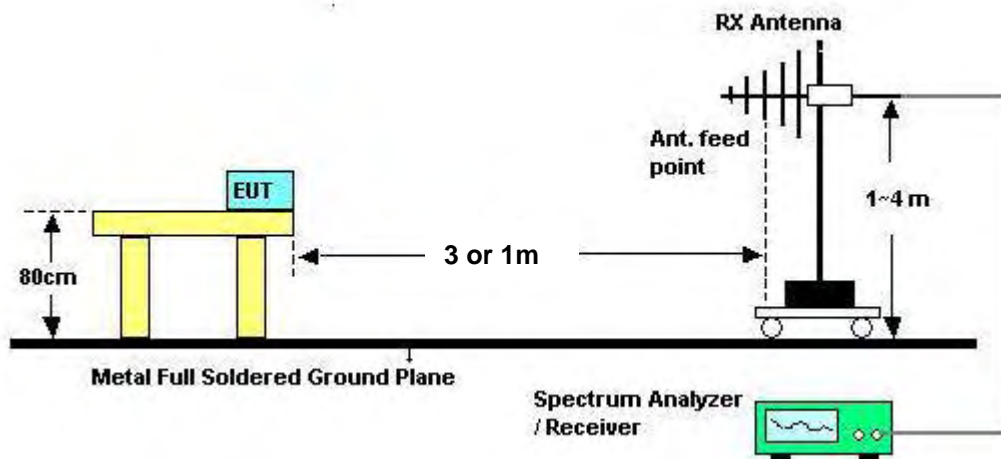 RX Antenna
Ant. feed
point
EUT
1~4 m
3 or 1m
80cm
Metal Full Soldered Ground Plane
Spectrum Analyzer
/ Receiver